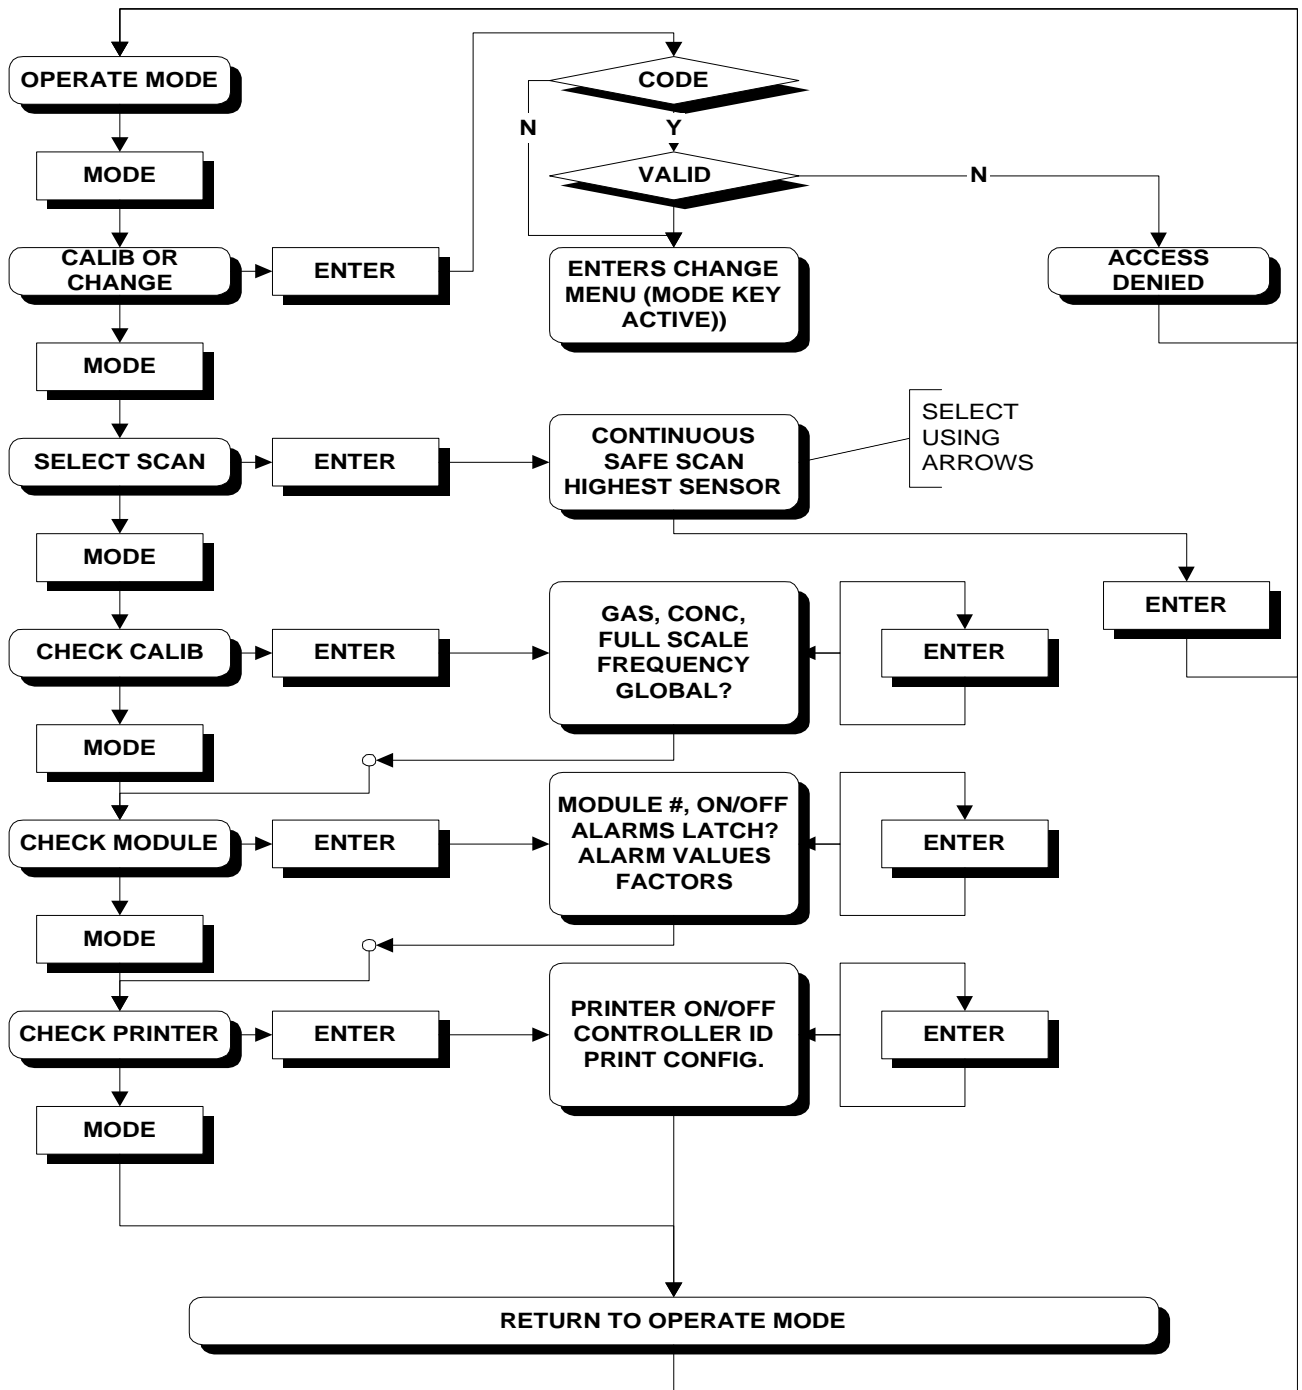 OPERATE MODE
CODE
N
Y
MODE
VALID
N
CALIB OR
CHANGE
ENTER
ENTERS CHANGE
MENU (MODE KEY
ACTIVE))
ACCESS
DENIED
MODE
SELECT SCAN
ENTER
CONTINUOUS
SAFE SCAN
HIGHEST SENSOR
SELECT
USING
ARROWS
MODE
ENTER
CHECK CALIB
ENTER
GAS, CONC,
FULL SCALE
FREQUENCY
GLOBAL?
ENTER
MODE
CHECK MODULE
ENTER
MODULE #, ON/OFF
ALARMS LATCH?
ALARM VALUES
FACTORS
ENTER
MODE
CHECK PRINTER
ENTER
PRINTER ON/OFF
CONTROLLER ID
PRINT CONFIG.
ENTER
MODE
RETURN TO OPERATE MODE